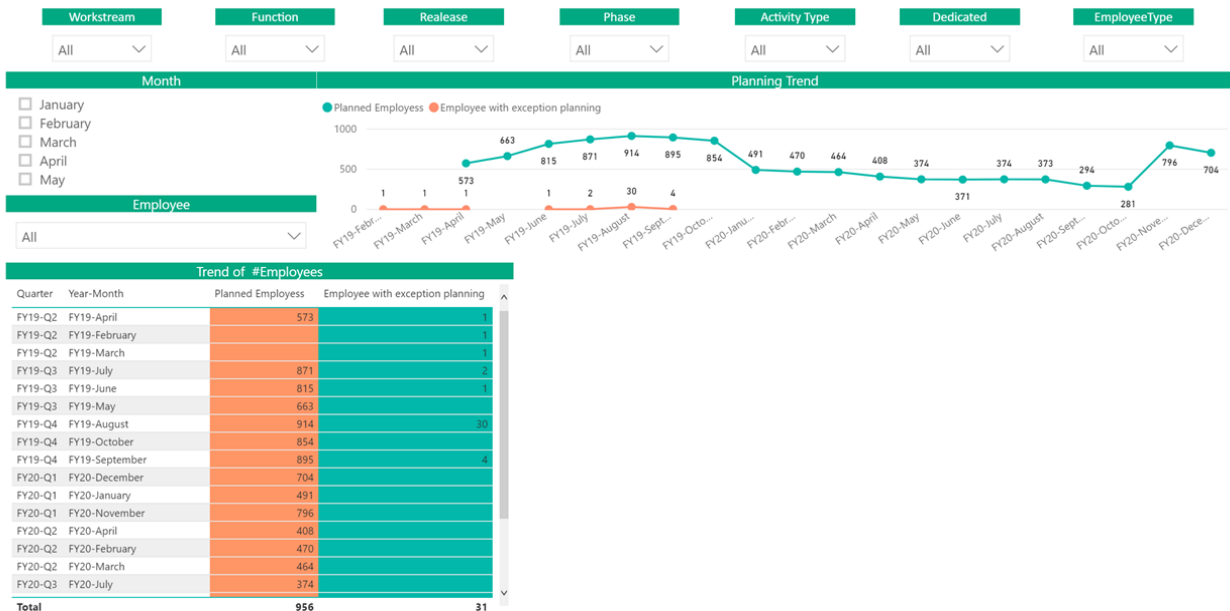 Workstream Function Realease Phase Activity Type Dedicated EmployeeType
All All All All All All All
Month
January
February
March
April
May
Employee
All
Planning Trend
Planned Employess Employee with exception planning
1000
500
0
573 663 815 871 914 895 854 491 470 464 408 374 371 374 373 294 281 796 704
1 1 1 1 2 30 4
FY19-Febr... FY19-March FY19-April FY19-May FY19-June FY19-July FY19-August FY19-Sept... FY19-Octo... FY20-Janu... FY20-Febr... FY20-March FY20-April FY20-May FY20-June FY20-July FY20-August FY20-Sept... FY20-Octo... FY20-Nove... FY20-Dece...
Trend of #Employees
Quarter Year-Month Planned Employess Employee with exception planning
FY19-Q2 FY19-April 573 1
FY19-Q2 FY19-February 1
FY19-Q2 FY19-March 1
FY19-Q3 FY19-July 871 2
FY19-Q3 FY19-June 815 1
FY19-Q3 FY19-May 663
FY19-Q4 FY19-August 914 30
FY19-Q4 FY19-October 854
FY19-Q4 FY19-September 895 4
FY20-Q1 FY20-December 704
FY20-Q1 FY20-January 491
FY20-Q1 FY20-November 796
FY20-Q2 FY20-April 408
FY20-Q2 FY20-February 470
FY20-Q2 FY20-March 464
FY20-Q3 FY20-July 374
Total 956 31